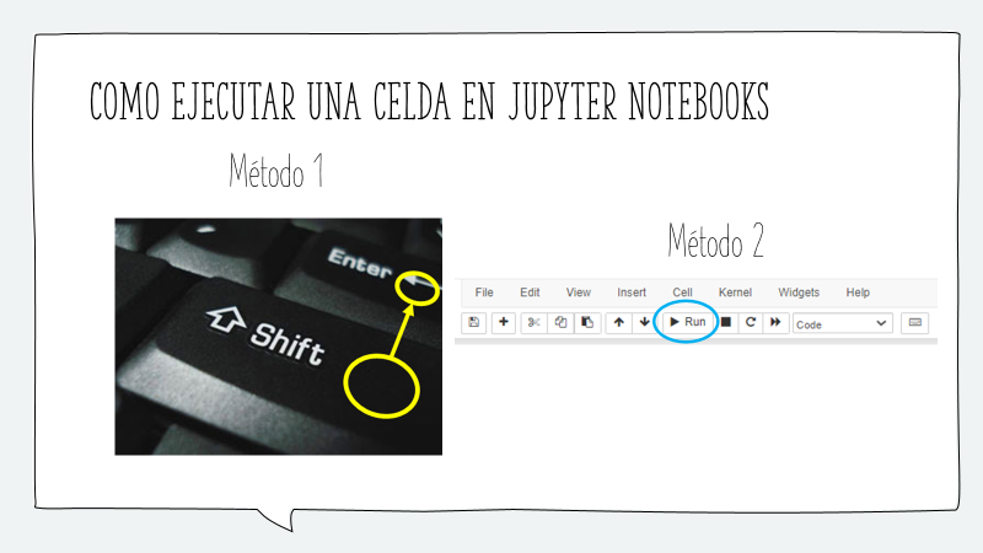 COMO EJECUTAR UNA CELDA EN JUPYTER NOTEBOOKS
Método 1
Enter
Shift
Método 2
File Edit View Insert Cell Kernel Widgets Help
Run Code